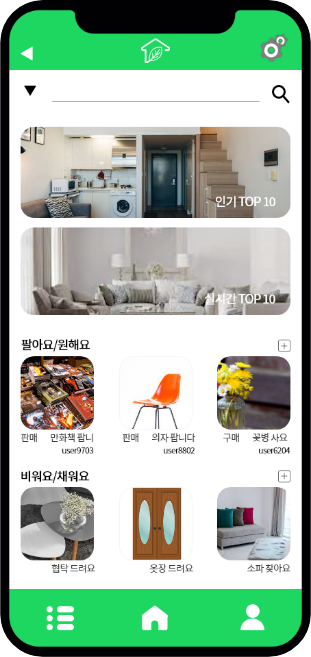 인기 TOP 10
실시간 TOP 10
팔아요/원해요
판매 만화책 팝니
user9703
판매 의자 팝니다
user8802
구매 꽃병 사요
user6204
비워요/채워요
협탁 드려요
옷장 드려요
소파 찾아요